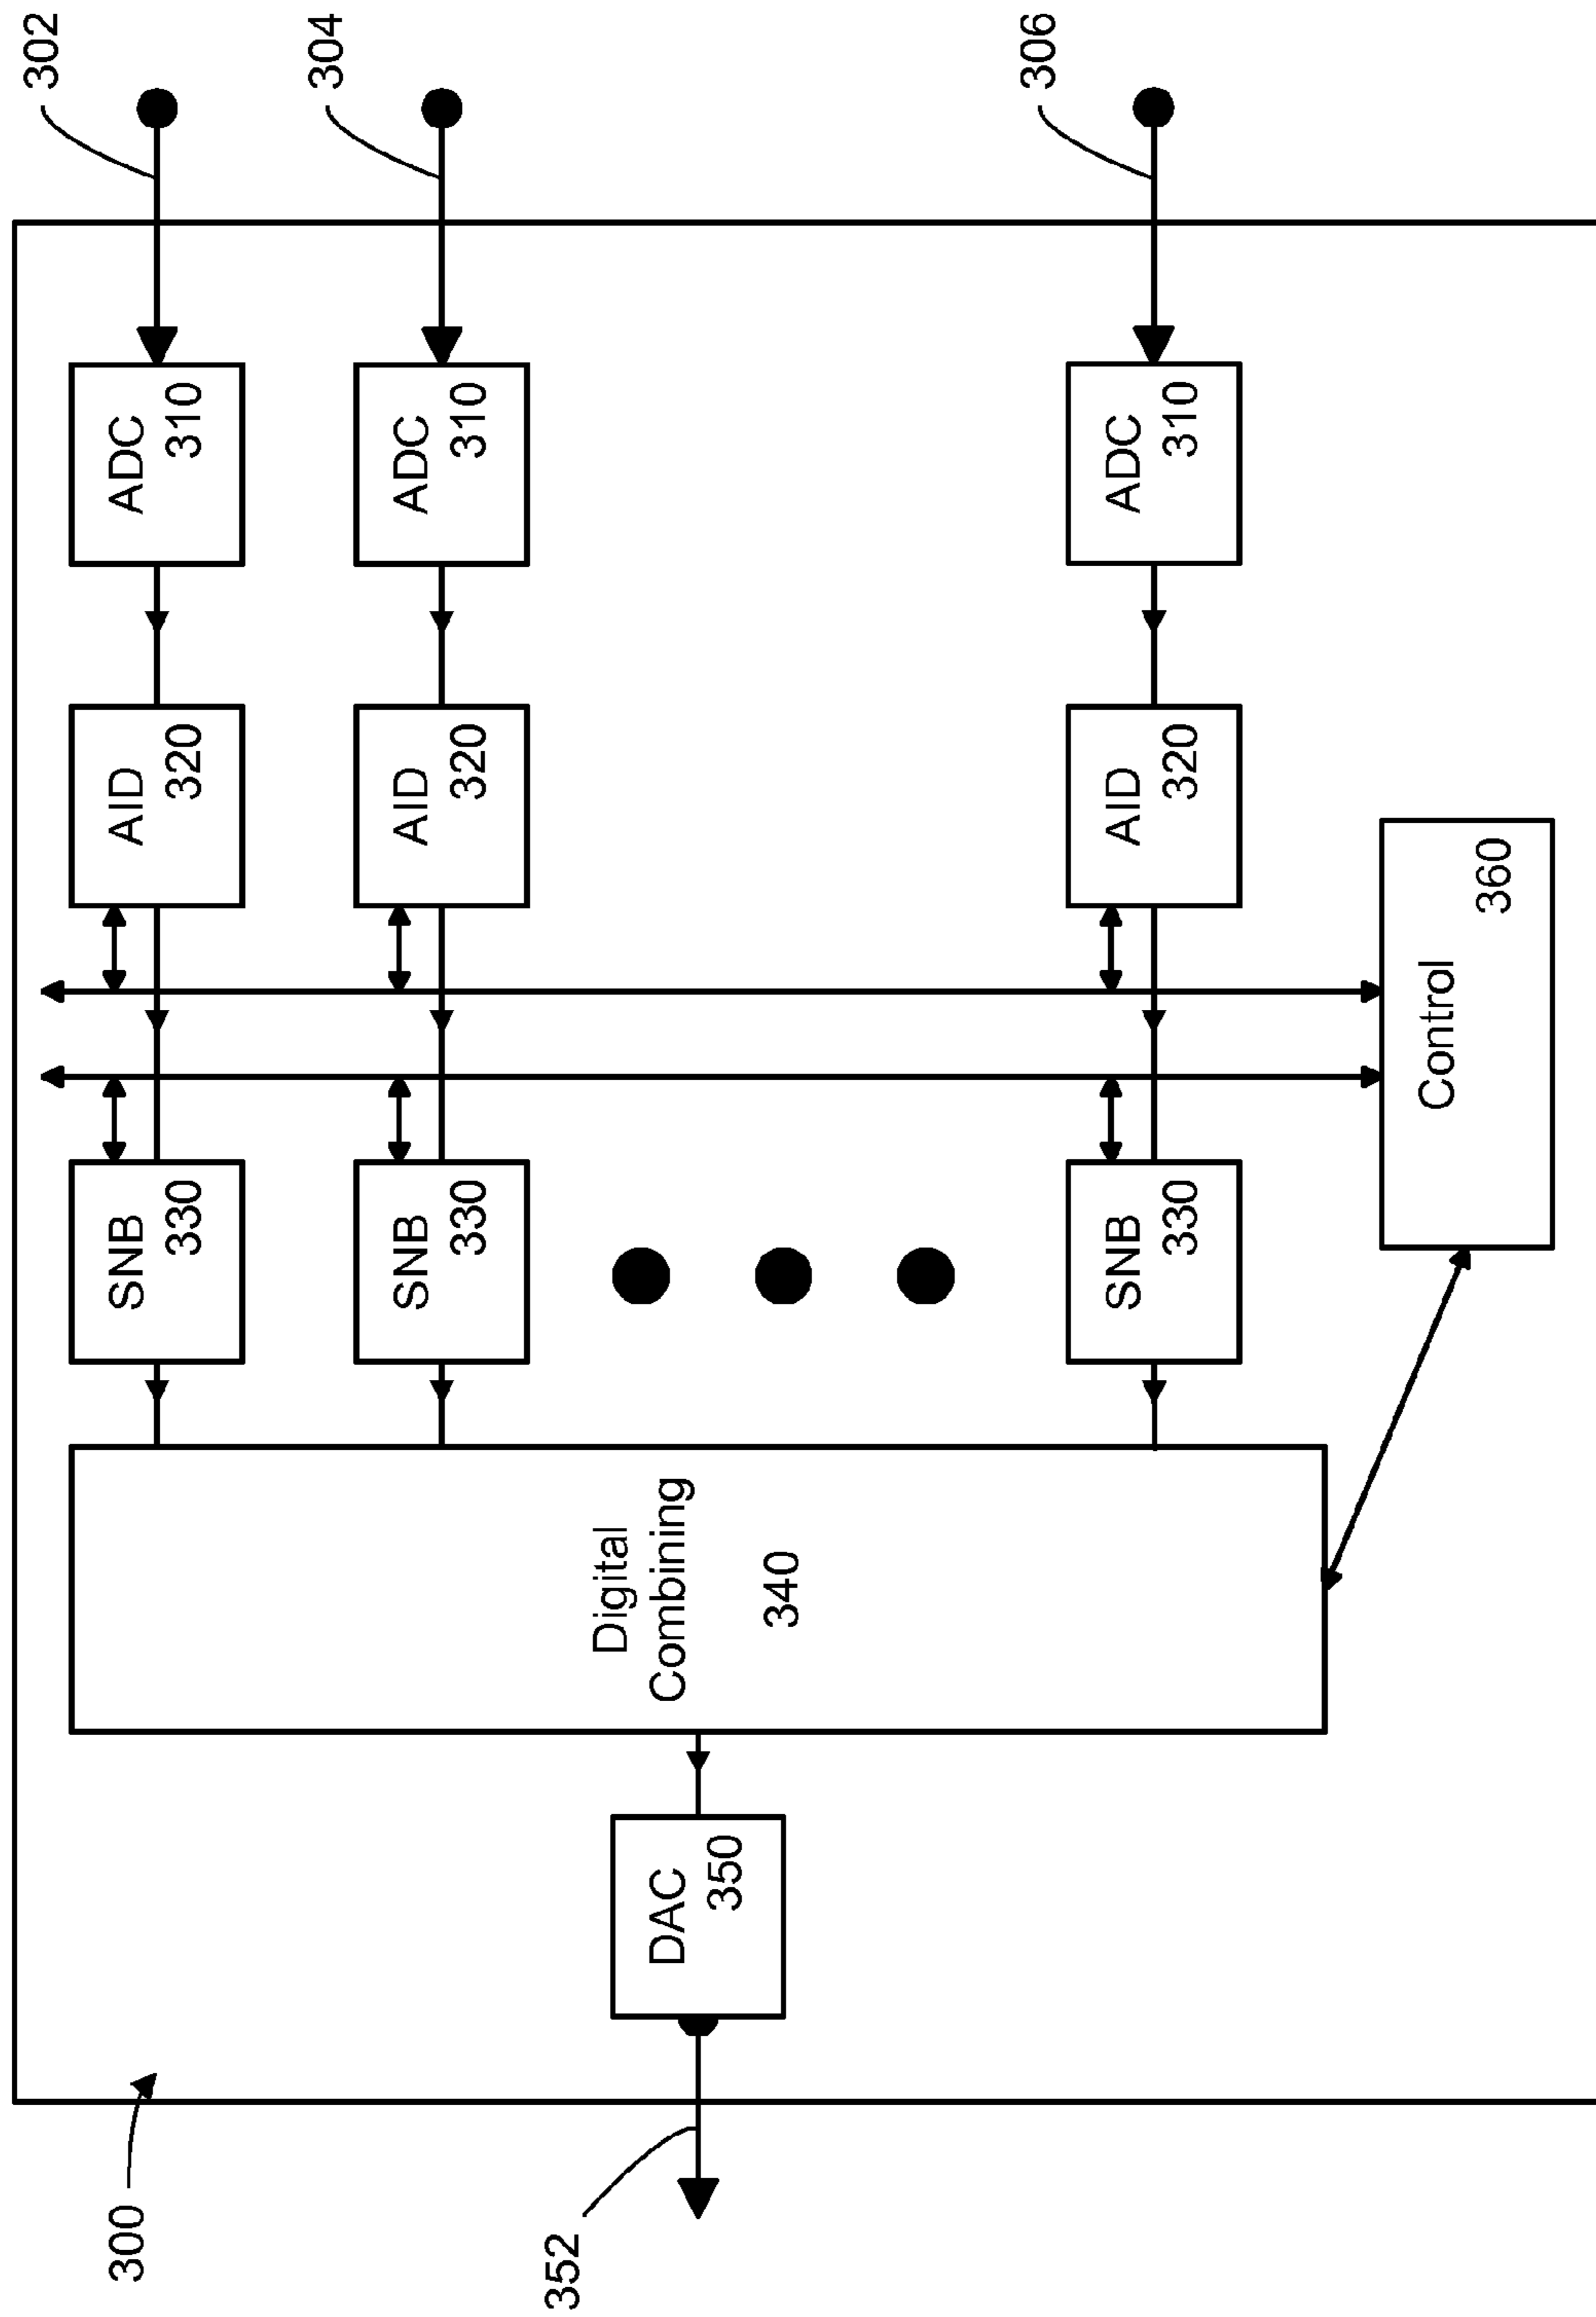 302
304
306
ADC
310
ADC
310
ADC
310
AID
320
AID
320
AID
320
SNB
330
SNB
330
SNB
330
Control
360
Digital
Combining
340
DAC
350
300
352